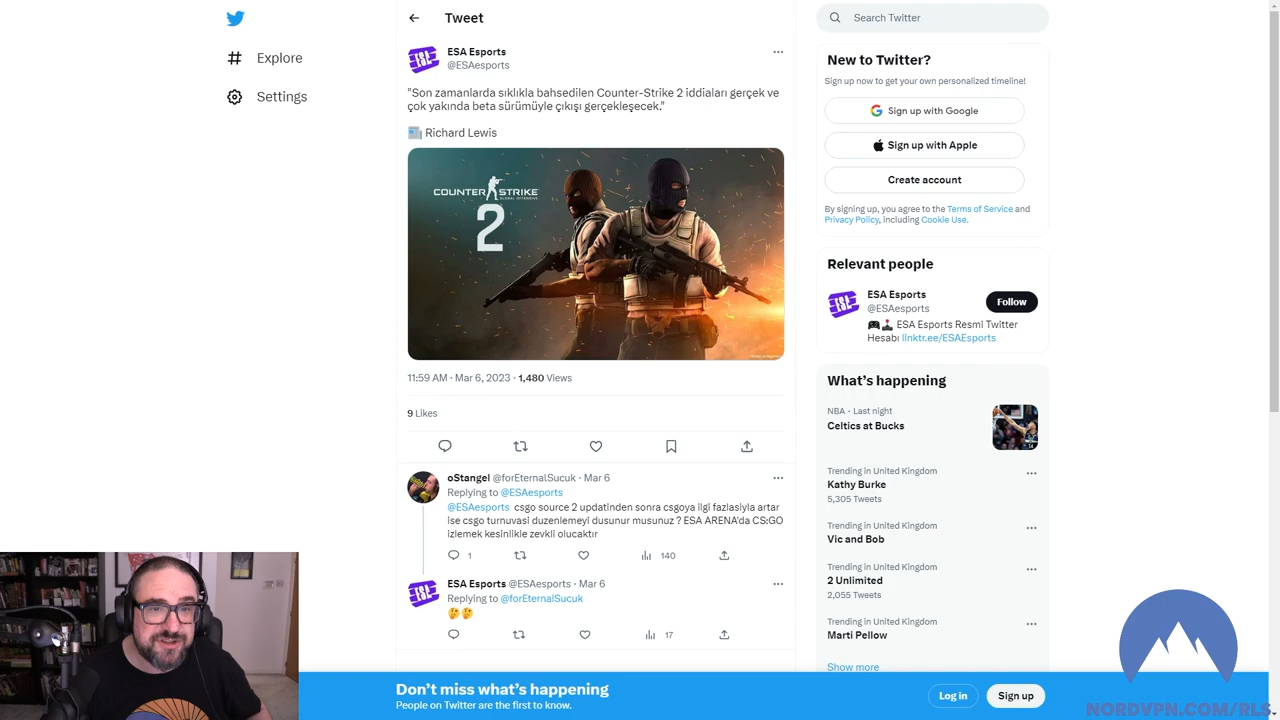 Explore
Settings
Tweet
ESA Esports
@ESAesports
"Son zamanlarda sıklıkla bahsedilen Counter-Strike 2 iddiaları gerçek ve
çok yakında beta sürümüyle çıkışı gerçekleşecek."
Richard Lewis
COUNTER STRIKE
GLOBAL OFFENSIVE
2
11:59 AM · Mar 6, 2023 · 1,480 Views
9 Likes
oStangel @forEternalSucuk · Mar 6
Replying to @ESAesports
@ESAesports csgo source 2 updatinden sonra csgoya ilgi fazlasiyla artar
ise csgo turnuvasi duzenlemeyi dusunur musunuz ? ESA ARENA'da CS:GO
izlemek kesinlikle zevkli olucaktır
1 140
ESA Esports @ESAesports · Mar 6
Replying to @forEternalSucuk
🤔🤔
17
Search Twitter
New to Twitter?
Sign up now to get your own personalized timeline!
Sign up with Google
Sign up with Apple
Create account
By signing up, you agree to the Terms of Service and
Privacy Policy, including Cookie Use.
Relevant people
ESA Esports
@ESAesports
Follow
🎮🕹️ ESA Esports Resmi Twitter
Hesabı linktr.ee/ESAEsports
What's happening
NBA · Last night
Celtics at Bucks
Trending in United Kingdom
Kathy Burke
5,305 Tweets
Trending in United Kingdom
Vic and Bob
Trending in United Kingdom
2 Unlimited
2,055 Tweets
Trending in United Kingdom
Marti Pellow
Show more
Don't miss what's happening
People on Twitter are the first to know.
Log in
Sign up
NORDVPN.COM/RLS